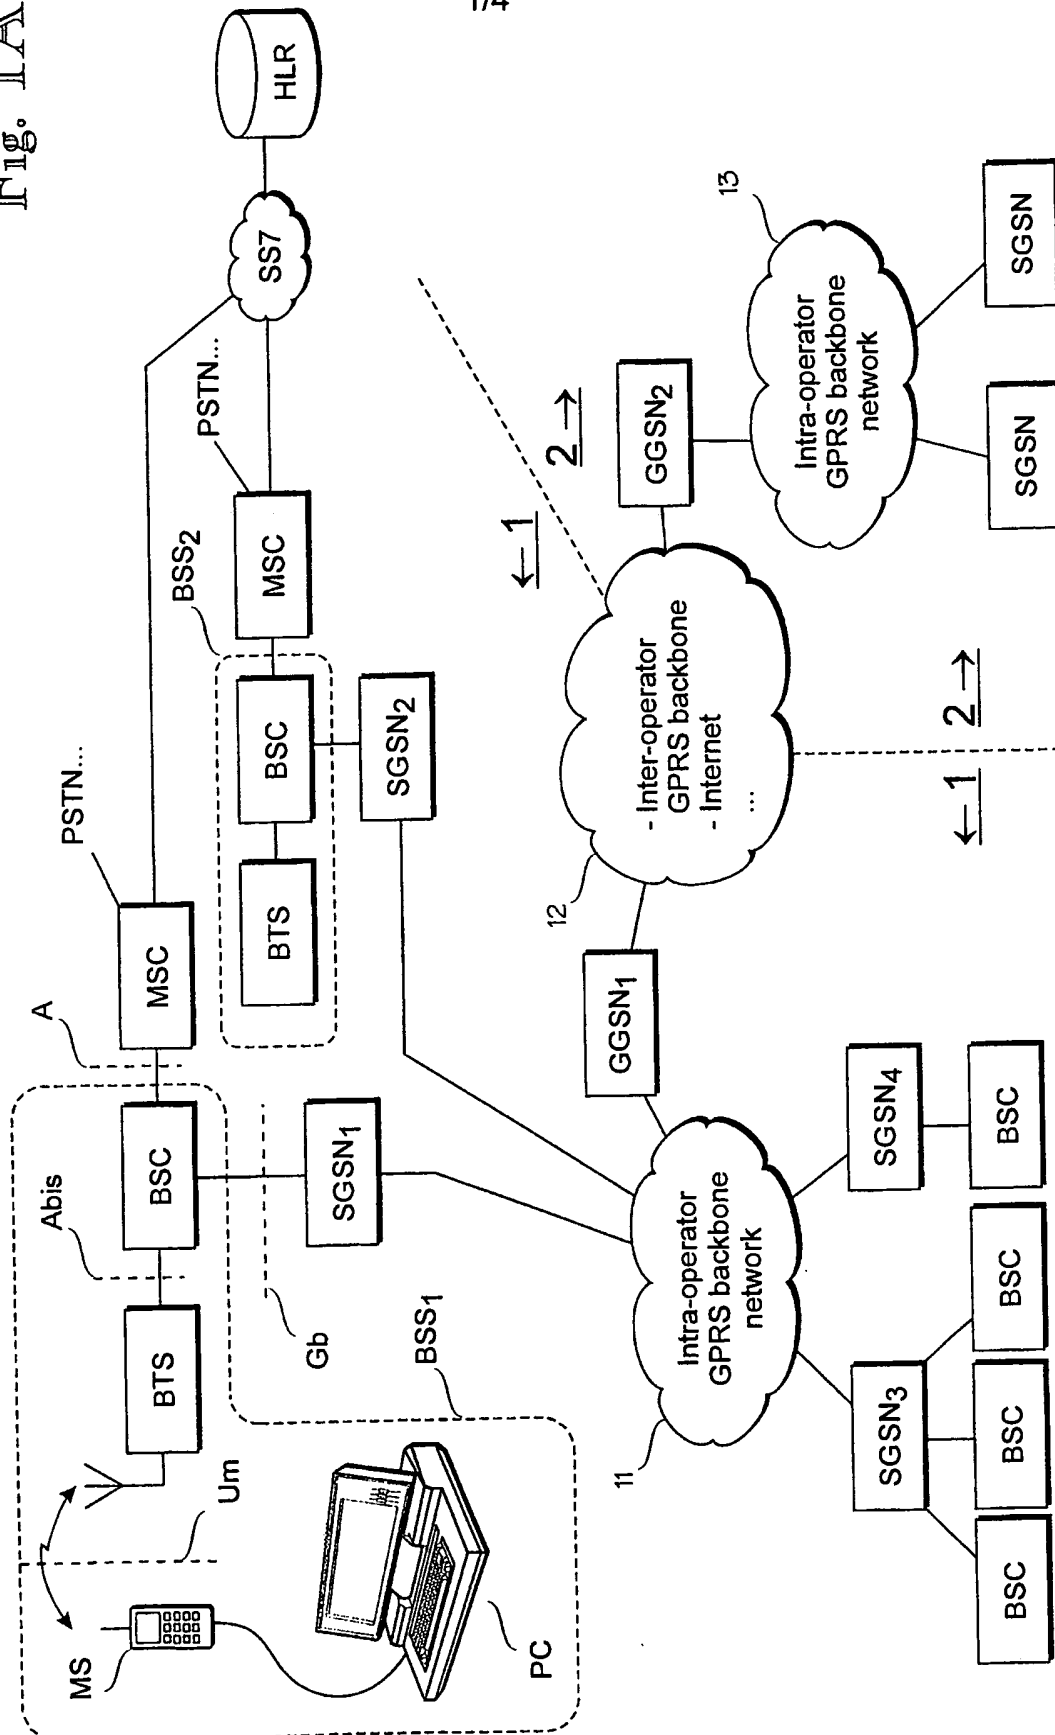 1/4
Fig. 1A
HLR
SS7
PSTN...
PSTN...
A
Abis
MSC
BSC
BTS
Um
MS
PC
BSS2
MSC
BSC
BTS
SGSN2
SGSN1
Gb
BSS1
← 1
2 →
GGSN2
13
Intra-operator
GPRS backbone
network
SGSN
SGSN
12
- Inter-operator
GPRS backbone
- Internet
...
← 1
2 →
GGSN1
11
Intra-operator
GPRS backbone
network
SGSN4
BSC
SGSN3
BSC
BSC
BSC